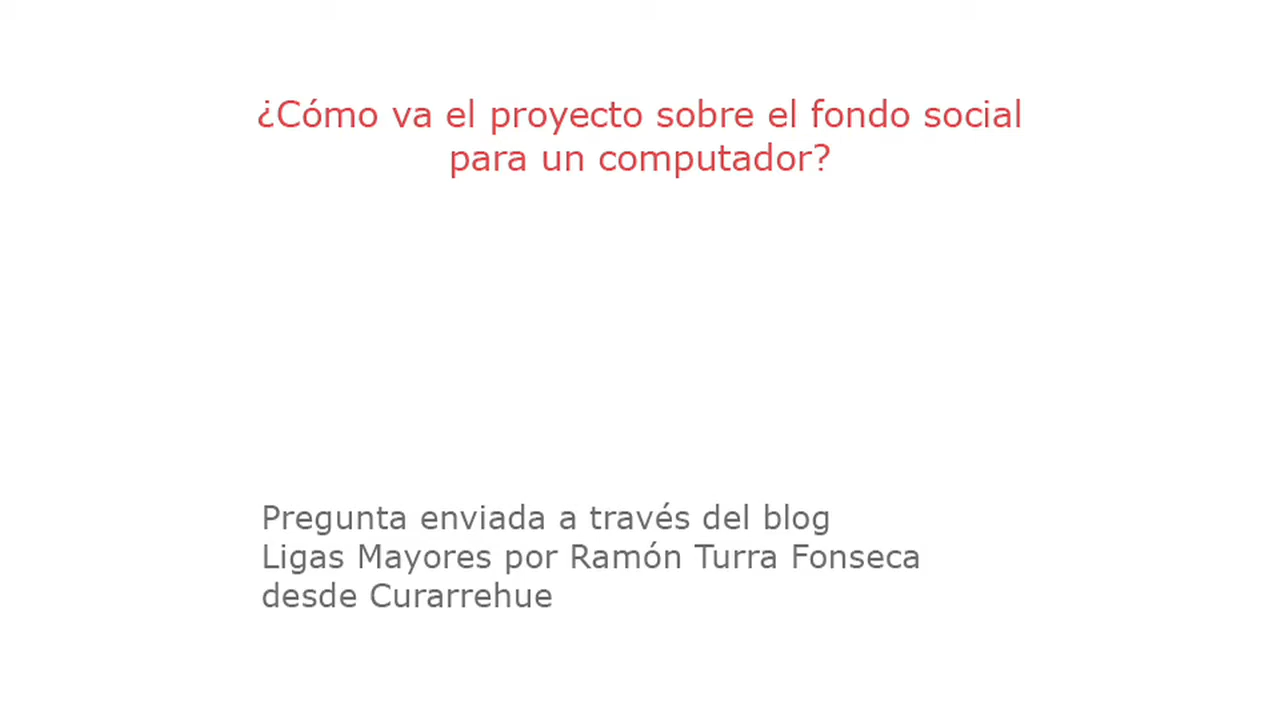 ¿Cómo va el proyecto sobre el fondo social
para un computador?
Pregunta enviada a través del blog
Ligas Mayores por Ramón Turra Fonseca
desde Curarrehue